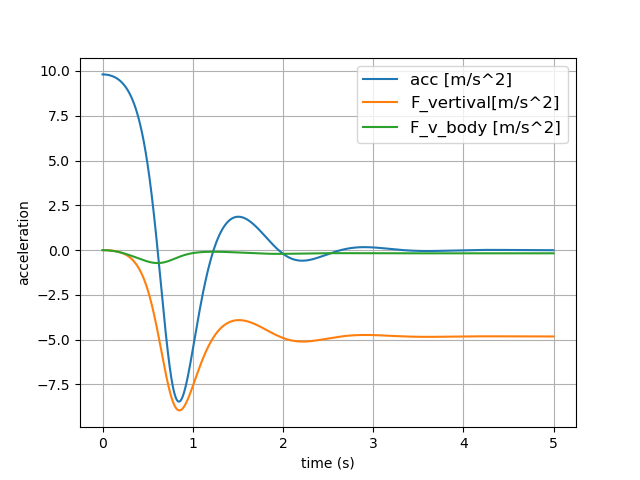 10.0
7.5
5.0
2.5
0.0
−2.5
−5.0
−7.5
acceleration
acc [m/s^2]
F_vertival[m/s^2]
F_v_body [m/s^2]
0 1 2 3 4 5
time (s)